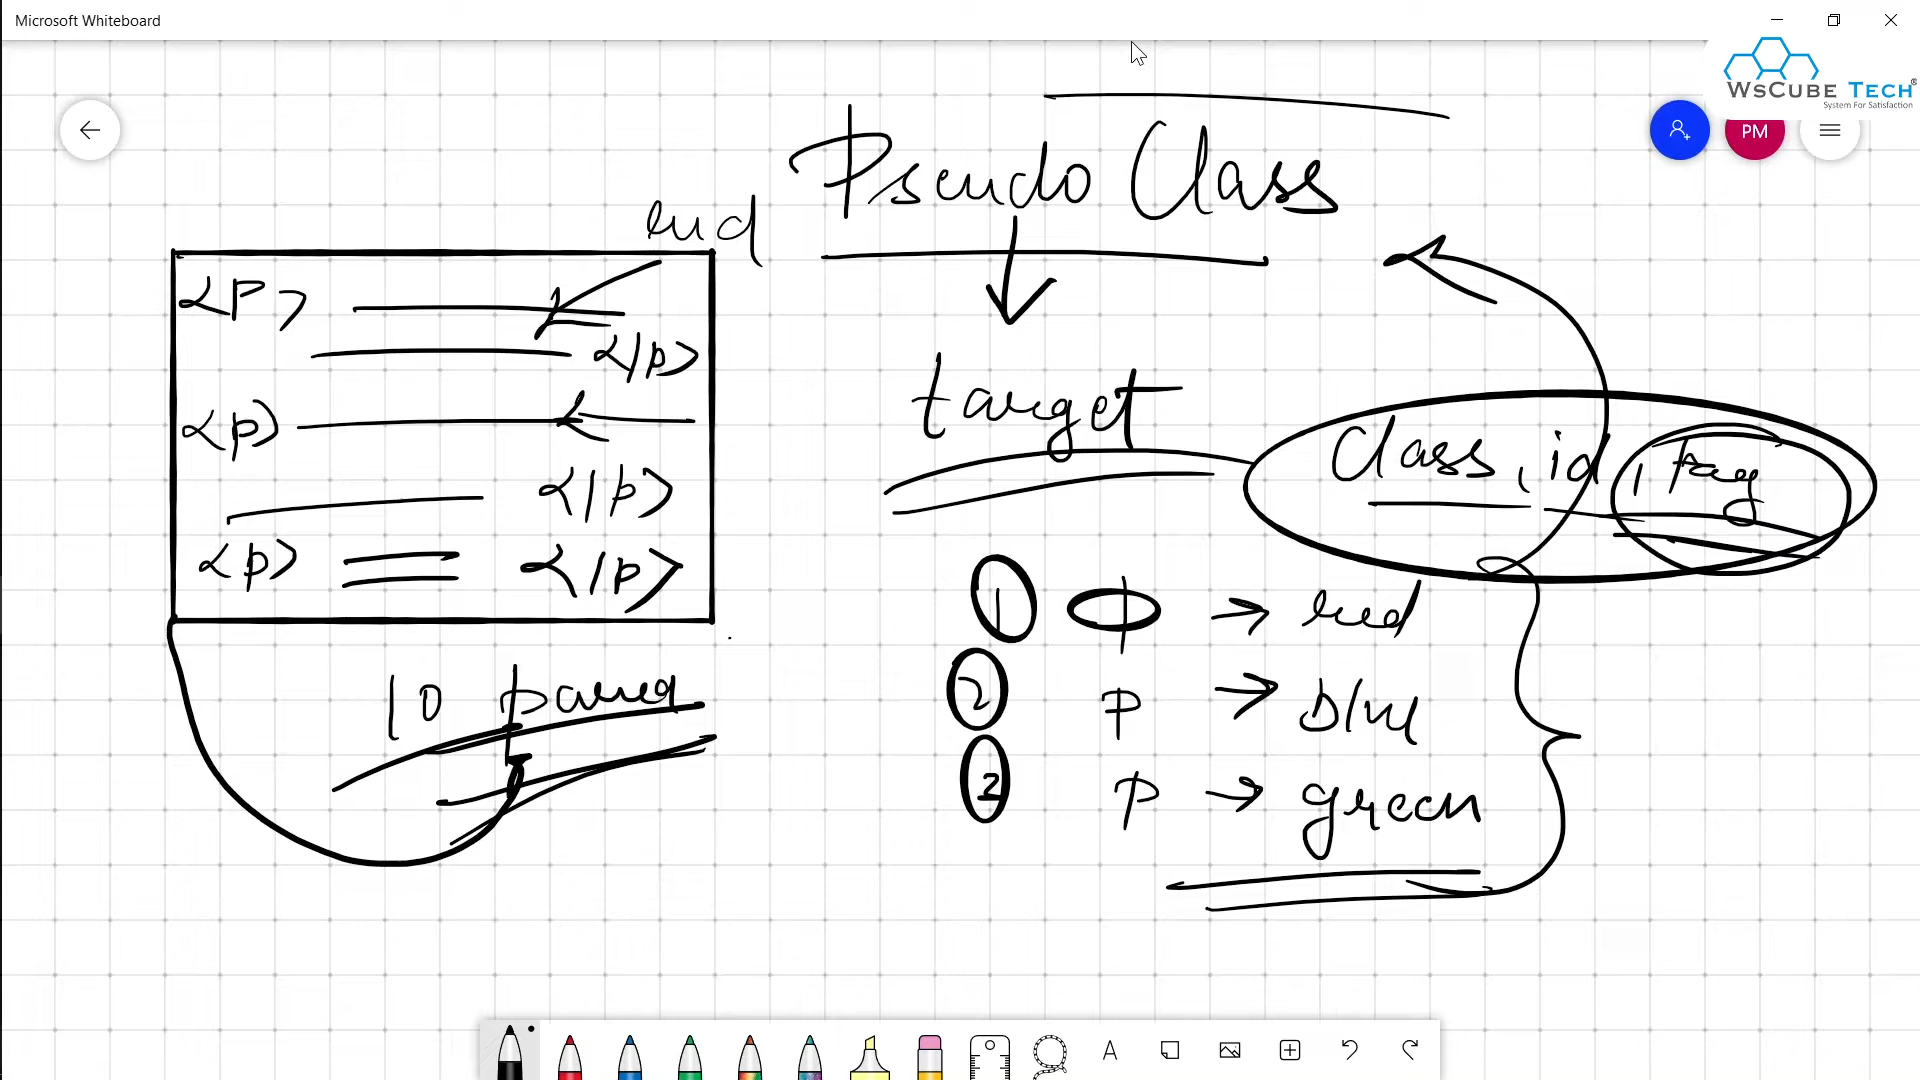 Microsoft Whiteboard
WSCUBE TECH®
System For Satisfaction
PM
Pseudo Class
red
<P>
</p>
<p>
</p>
<p> </p>
target
Class, id, tag
1 p → red
2 p → Blue
10 para
2 p → green
A